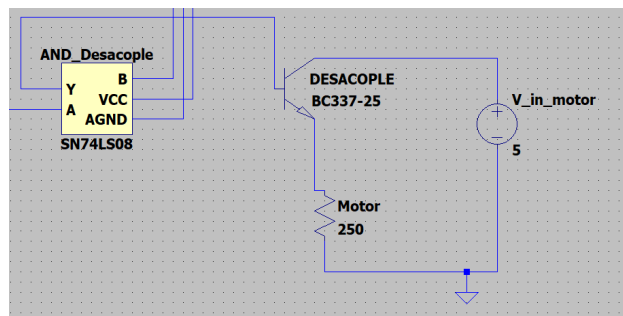 AND_Desacople
B
Y
VCC
A
AGND
SN74LS08
DESACOPLE
BC337-25
V_in_motor
5
Motor
250